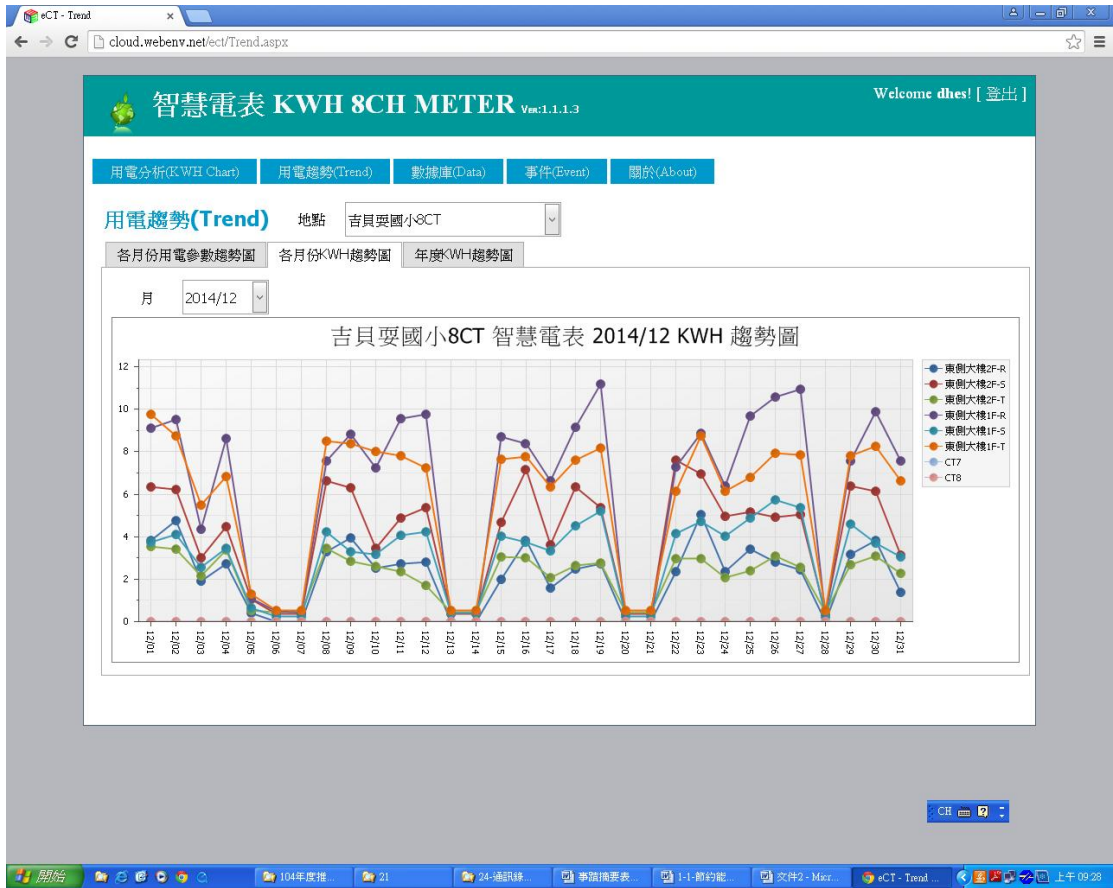 eCT - Trend
cloud.webenv.net/ect/Trend.aspx
智慧電表 KWH 8CH METER Ver:1.1.1.3
Welcome dhes! [ 登出 ]
用電分析(KWH Chart) 用電趨勢(Trend) 數據庫(Data) 事件(Event) 關於(About)
用電趨勢(Trend) 地點 吉貝耍國小8CT
各月份用電參數趨勢圖 各月份KWH趨勢圖 年度KWH趨勢圖
月 2014/12
吉貝耍國小8CT 智慧電表 2014/12 KWH 趨勢圖
12
10
8
6
4
2
0
東側大樓2F-R
東側大樓2F-S
東側大樓2F-T
東側大樓1F-R
東側大樓1F-S
東側大樓1F-T
CT7
CT8
12/01 12/02 12/03 12/04 12/05 12/06 12/07 12/08 12/09 12/10 12/11 12/12 12/13 12/14 12/15 12/16 12/17 12/18 12/19 12/20 12/21 12/22 12/23 12/24 12/25 12/26 12/27 12/28 12/29 12/30 12/31
CH
開始 104年度推... 21 24-通訊錄... 事蹟摘要表... 1-1-節約能... 文件2 - Micr... eCT - Trend ... 上午 09:28